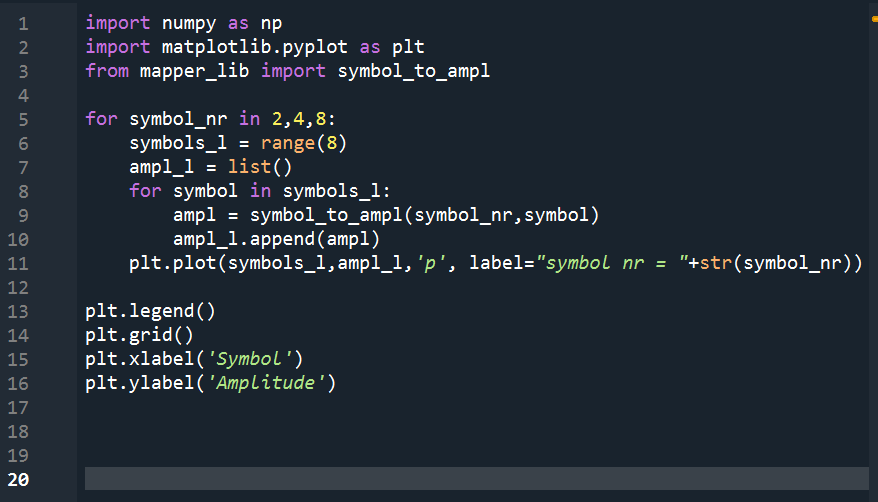 1 import numpy as np
2 import matplotlib.pyplot as plt
3 from mapper_lib import symbol_to_ampl
4
5 for symbol_nr in 2,4,8:
6     symbols_l = range(8)
7     ampl_l = list()
8     for symbol in symbols_l:
9         ampl = symbol_to_ampl(symbol_nr,symbol)
10         ampl_l.append(ampl)
11     plt.plot(symbols_l,ampl_l,'p', label="symbol nr = "+str(symbol_nr))
12
13 plt.legend()
14 plt.grid()
15 plt.xlabel('Symbol')
16 plt.ylabel('Amplitude')
17
18
19
20